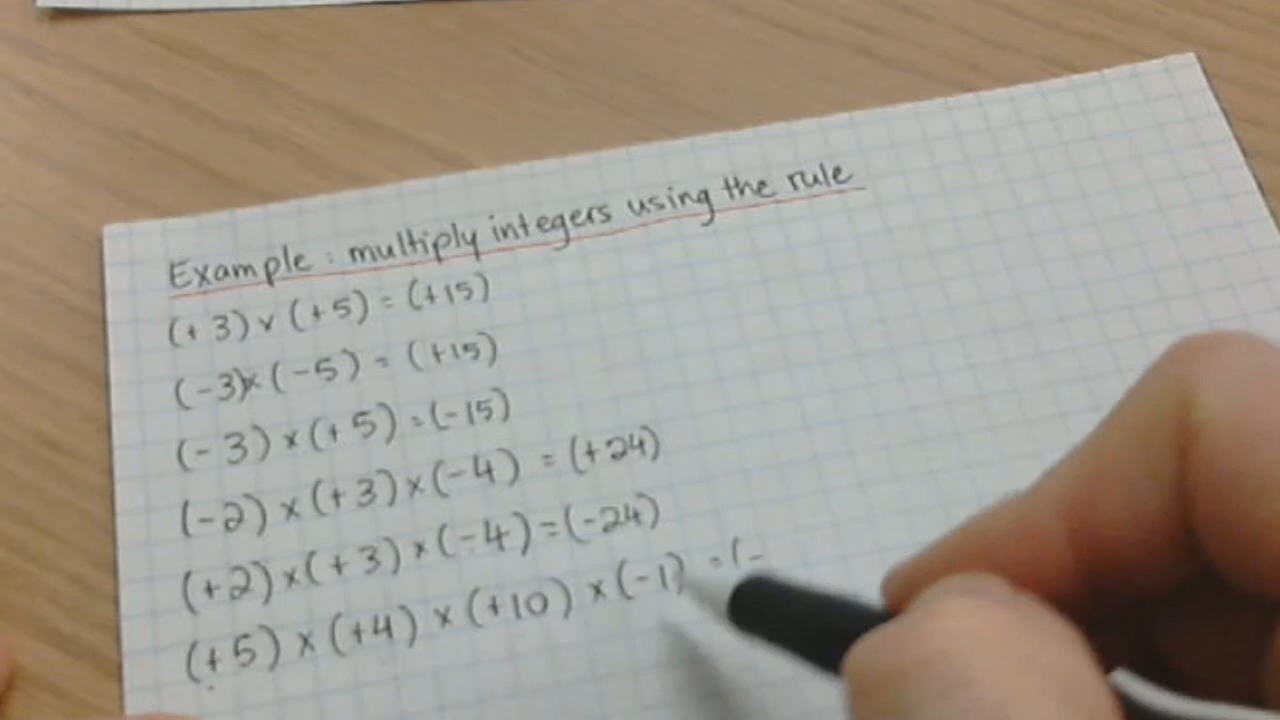 Example: multiply integers using the rule
(+3) × (+5) = (+15)
(-3) × (-5) = (+15)
(-3) × (+5) = (-15)
(-2) × (+3) × (-4) = (+24)
(+2) × (+3) × (-4) = (-24)
(+5) × (+4) × (+10) × (-1) = (-